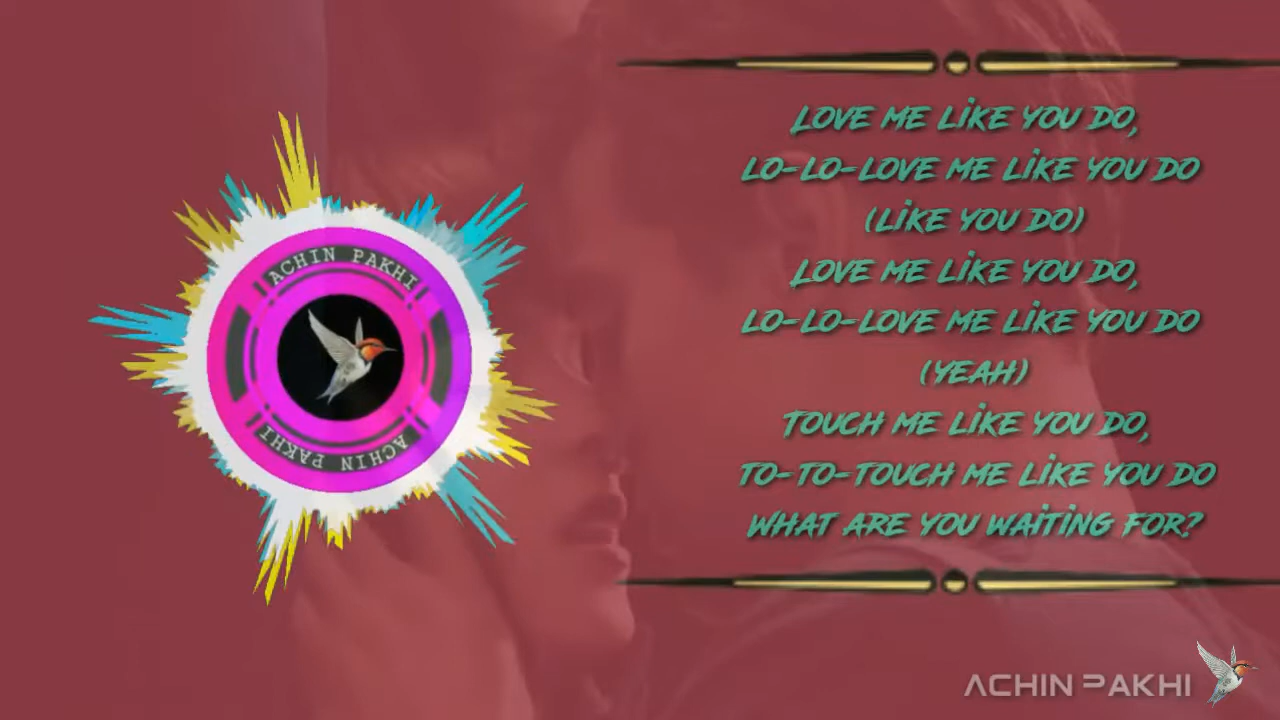 ACHIN PAKHI
ACHIN PAKHI
LOVE ME LIKE YOU DO,
LO-LO-LOVE ME LIKE YOU DO
(LIKE YOU DO)
LOVE ME LIKE YOU DO,
LO-LO-LOVE ME LIKE YOU DO
(YEAH)
TOUCH ME LIKE YOU DO,
TO-TO-TOUCH ME LIKE YOU DO
WHAT ARE YOU WAITING FOR?
ACHIN PAKHI